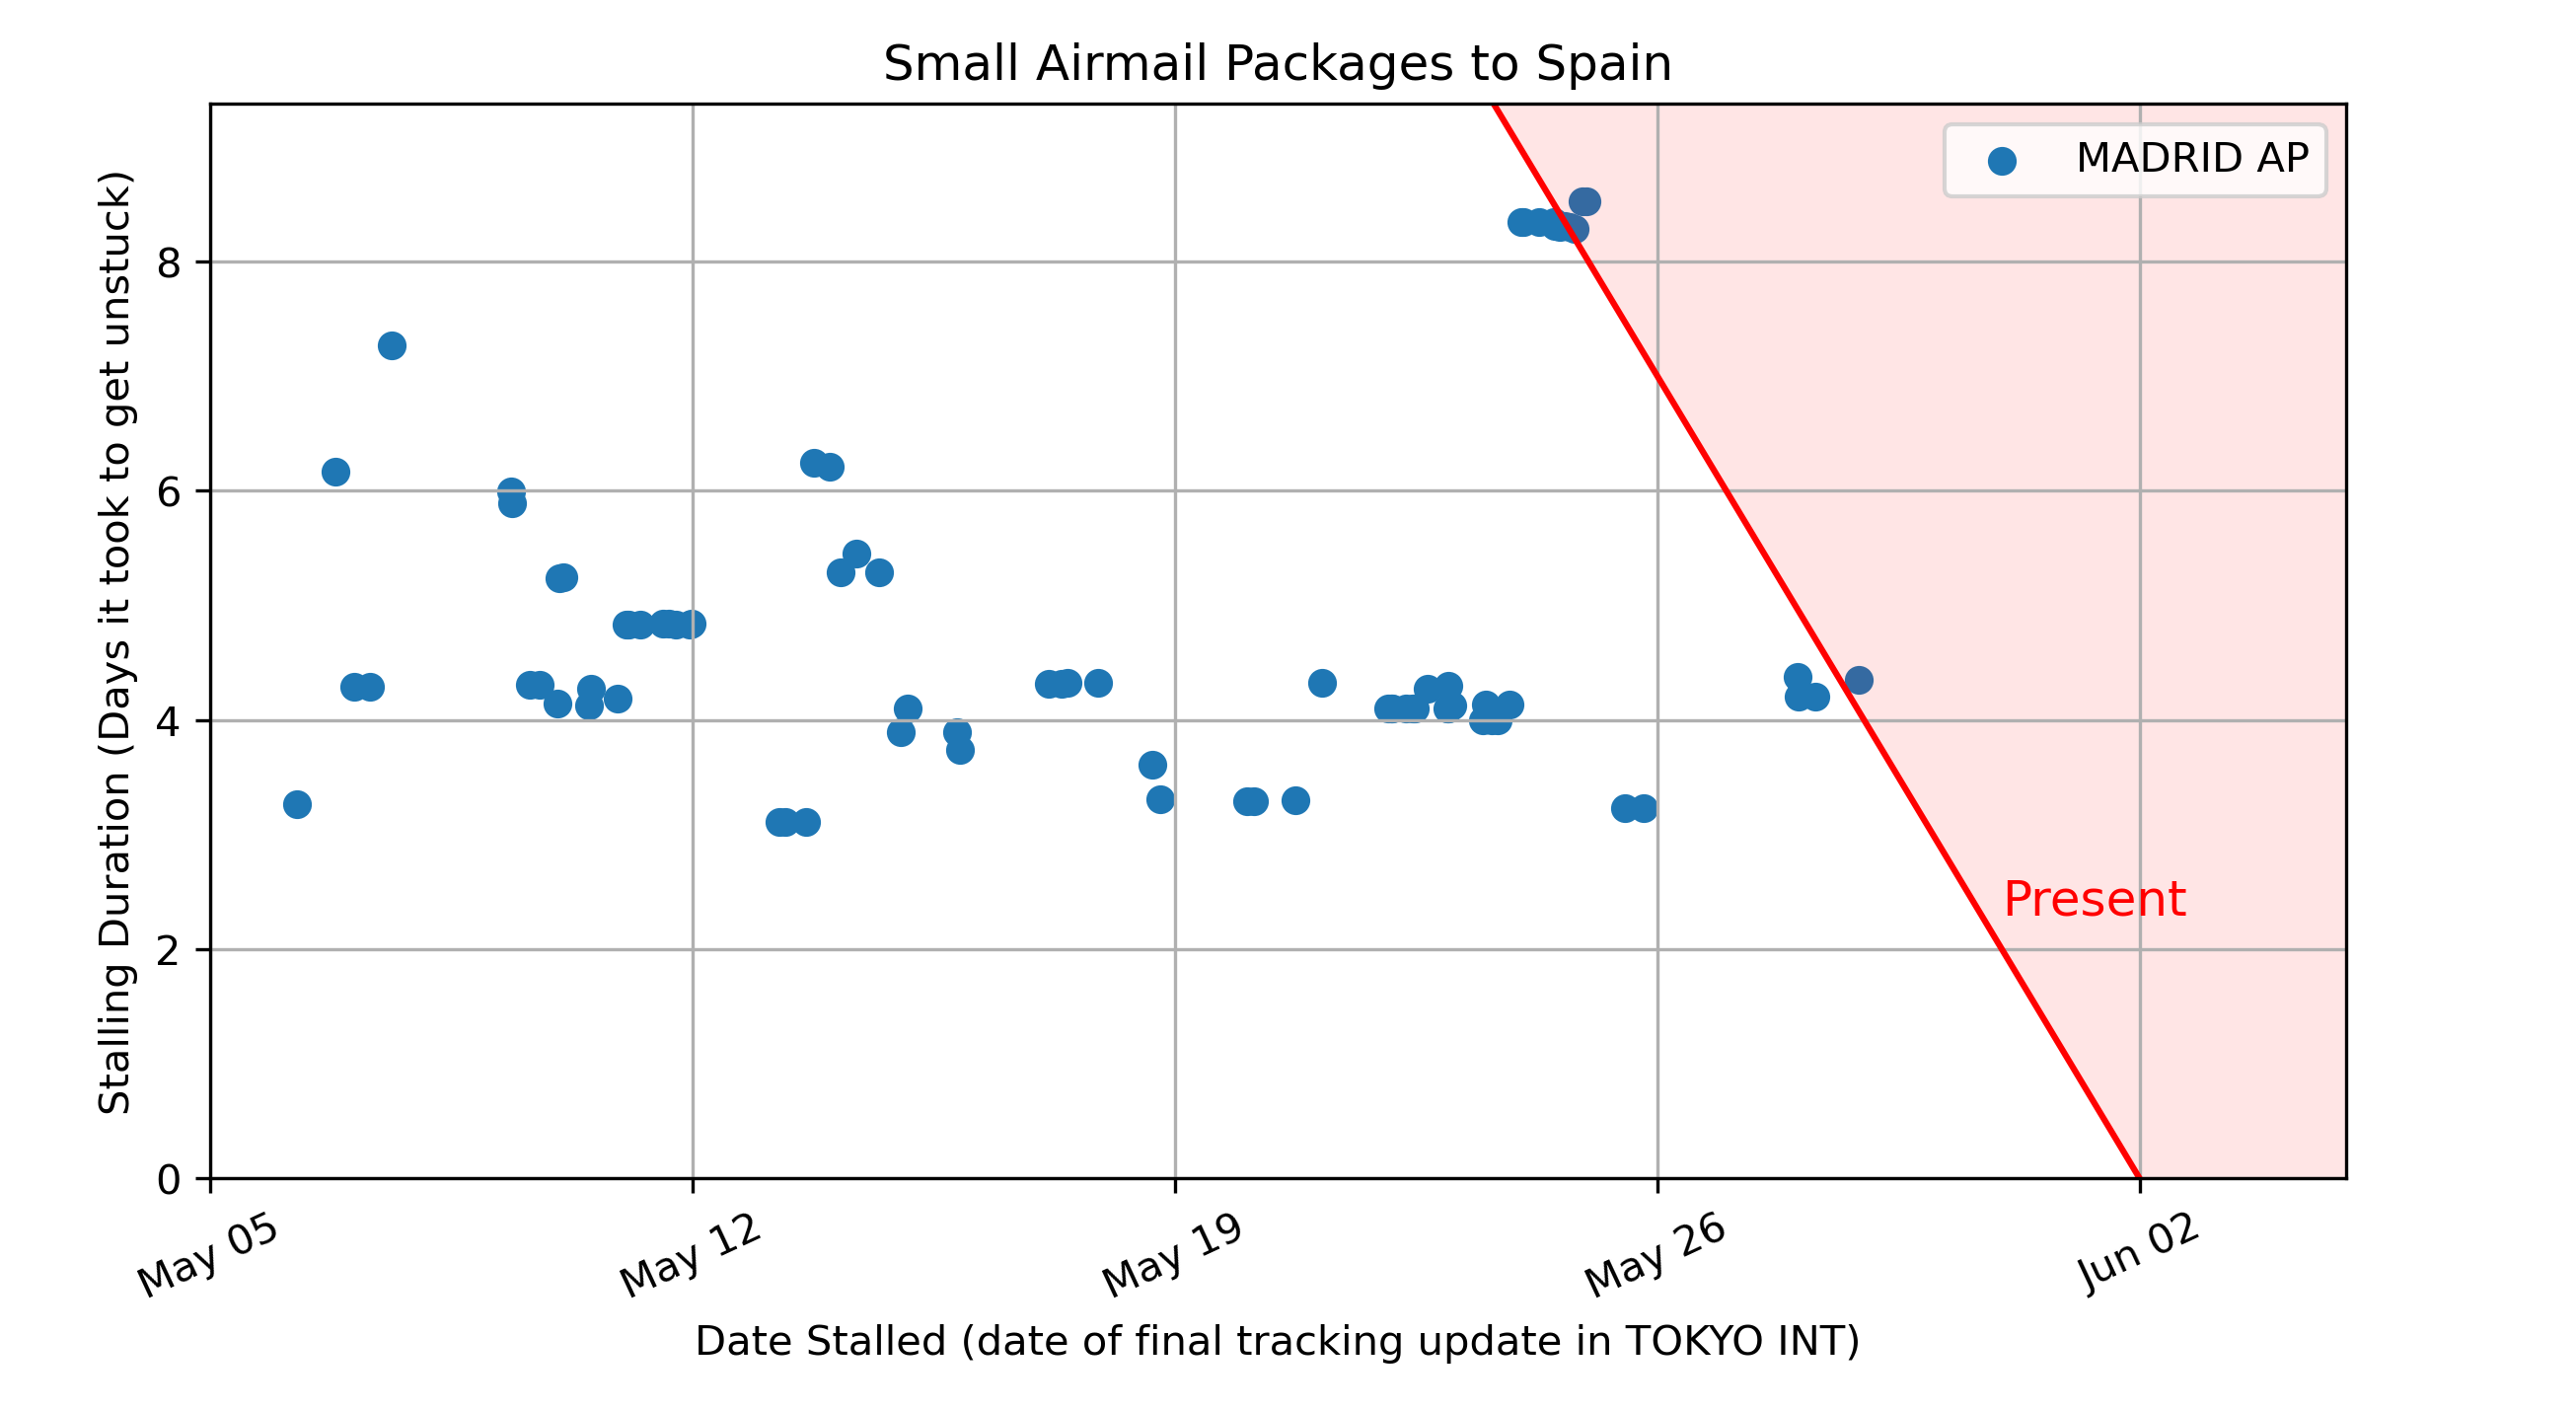 Small Airmail Packages to Spain
MADRID AP
Stalling Duration (Days it took to get unstuck)
8
6
4
2
0
Present
May 05
May 12
May 19
May 26
Jun 02
Date Stalled (date of final tracking update in TOKYO INT)